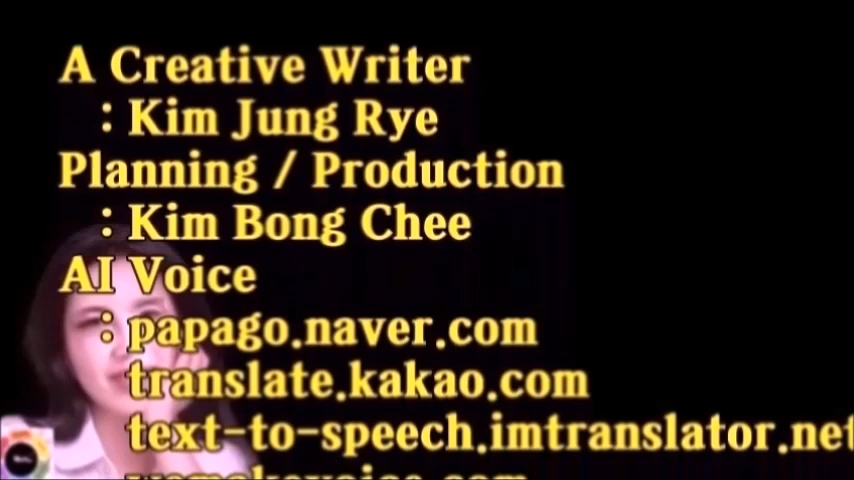 A Creative Writer
: Kim Jung Rye
Planning / Production
: Kim Bong Chee
AI Voice
: papago.naver.com
translate.kakao.com
text-to-speech.imtranslator.net